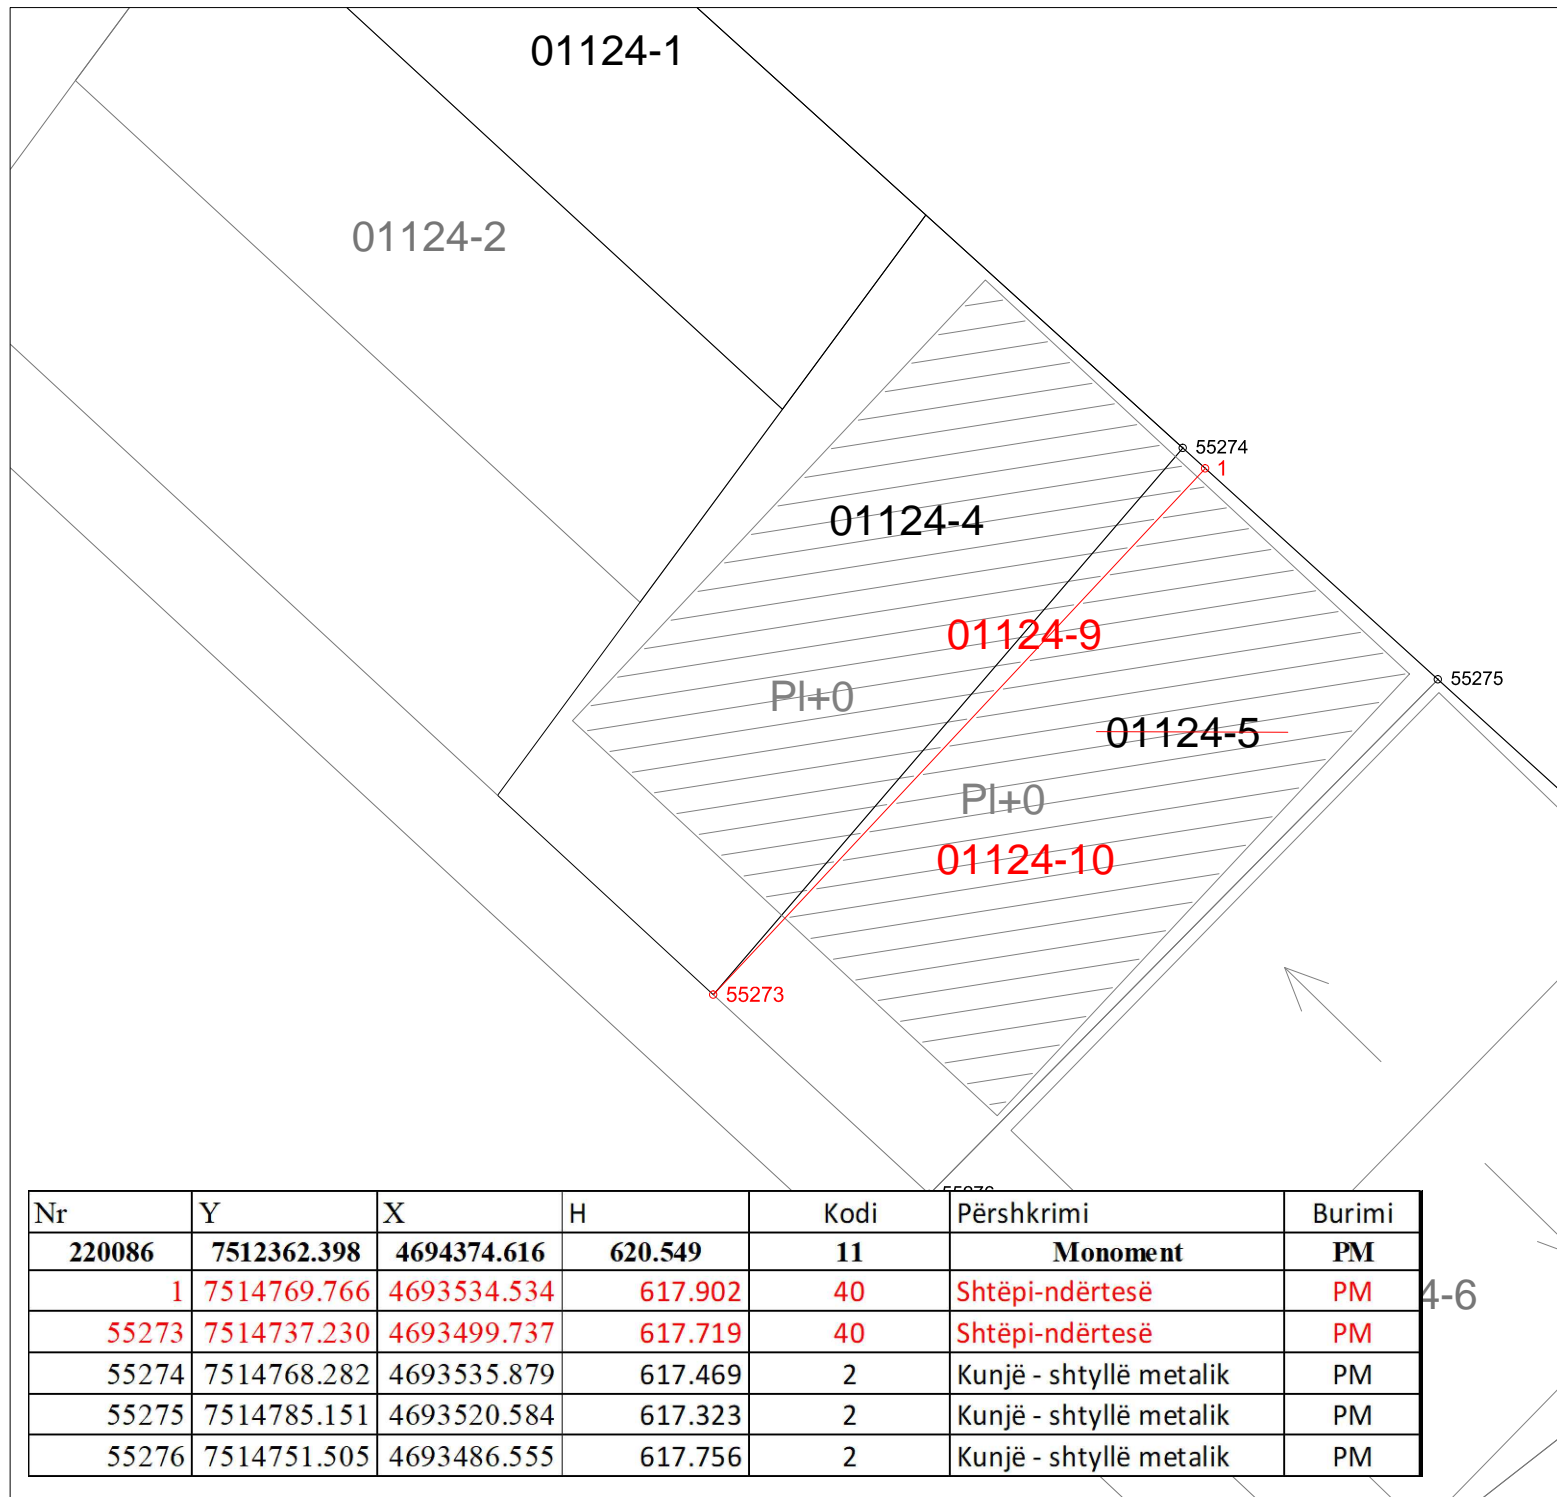 01124-1
01124-2
55274
1
01124-4
01124-9
55275
Pl+0
01124-5
Pl+0
01124-10
55273
55276
Nr Y X H Kodi Përshkrimi Burimi
220086 7512362.398 4694374.616 620.549 11 Monoment PM
1 7514769.766 4693534.534 617.902 40 Shtëpi-ndërtesë PM
4-6
55273 7514737.230 4693499.737 617.719 40 Shtëpi-ndërtesë PM
55274 7514768.282 4693535.879 617.469 2 Kunjë - shtyllë metalik PM
55275 7514785.151 4693520.584 617.323 2 Kunjë - shtyllë metalik PM
55276 7514751.505 4693486.555 617.756 2 Kunjë - shtyllë metalik PM